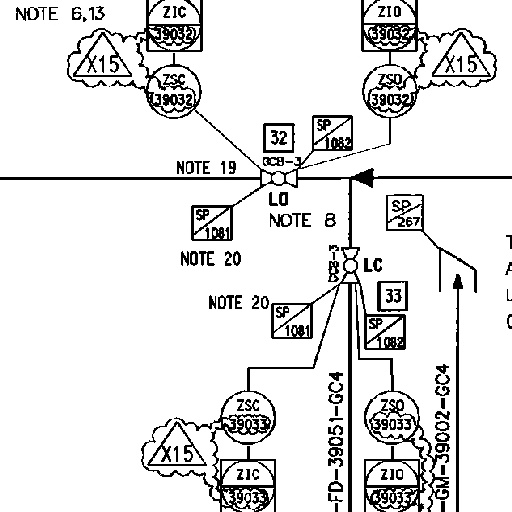 NOTE 6,13
ZIC
39032
ZIO
39032
X15
ZSC
39032
ZSO
39032
X15
32
SP
1082
3CB-3
NOTE 19
LO
SP
1081
NOTE 8
SP
267
NOTE 20
3CB-3
LC
NOTE 20
33
SP
1081
SP
1082
ZSC
39033
ZSO
39033
X15
ZIC
39033
ZIO
39033
-FD-39051-GC4
-GM-39002-GC4